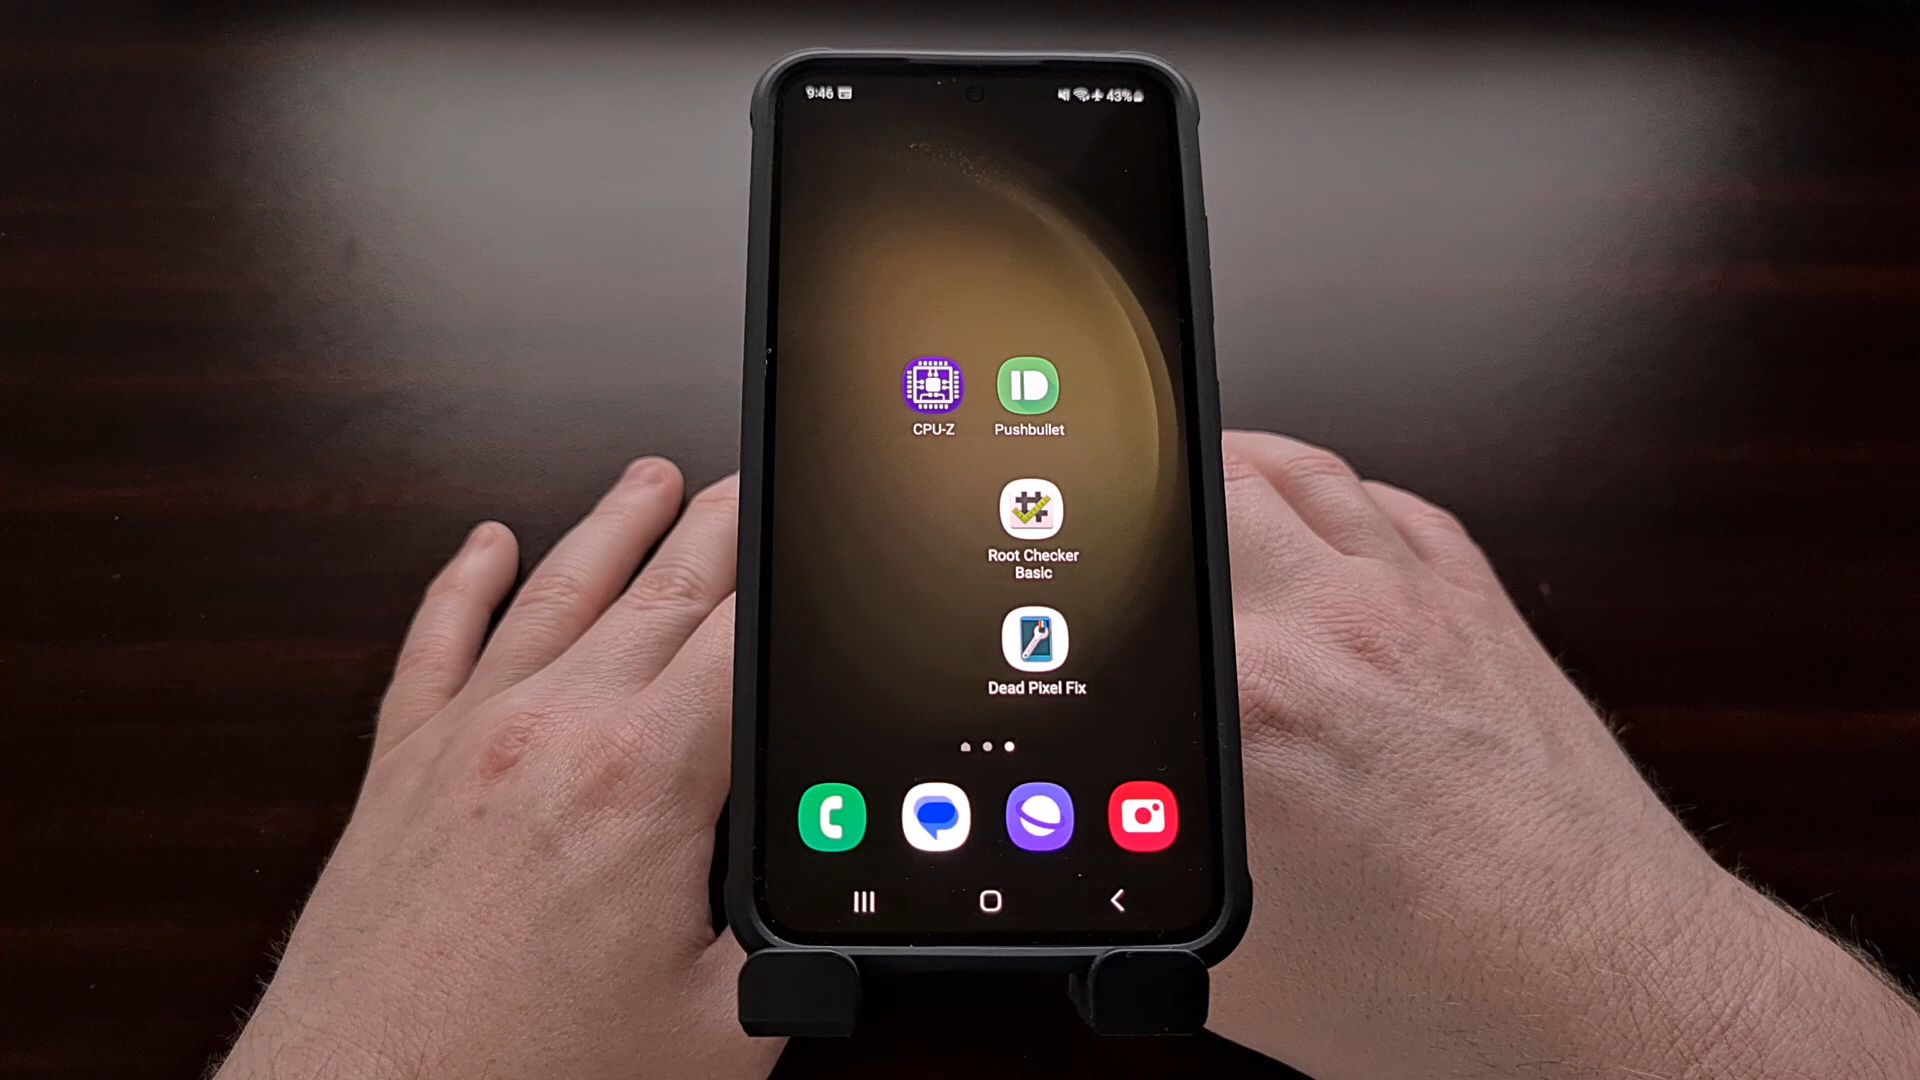 9:46 43%
CPU-Z Pushbullet
Root Checker
Basic
Dead Pixel Fix